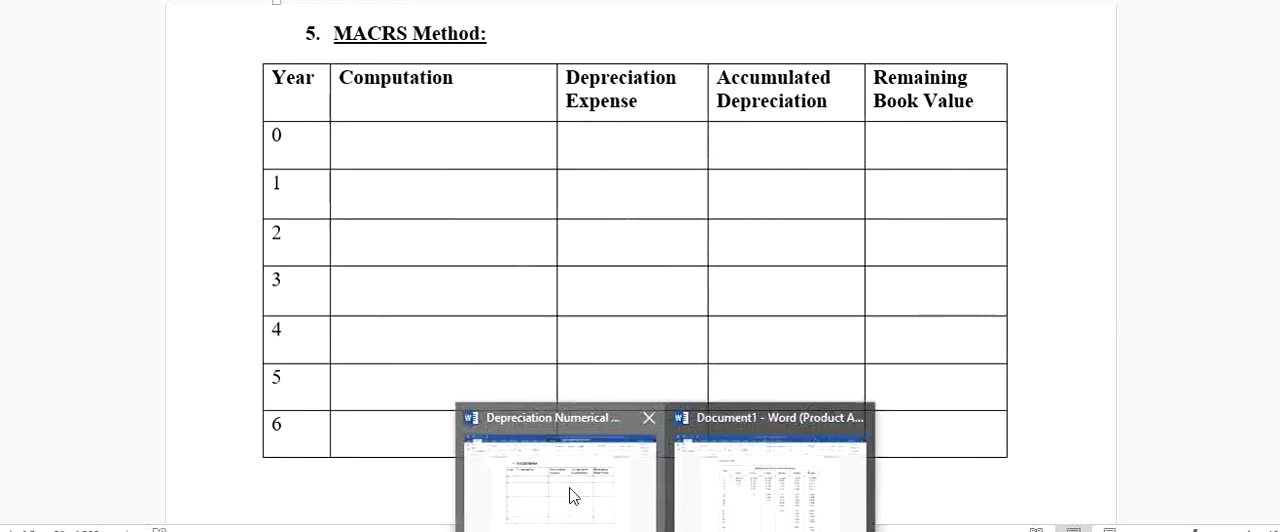 5. MACRS Method:
Year Computation Depreciation Expense Accumulated Depreciation Remaining Book Value
0
1
2
3
4
5
6
Depreciation Numerical ...
Document1 - Word (Product A...